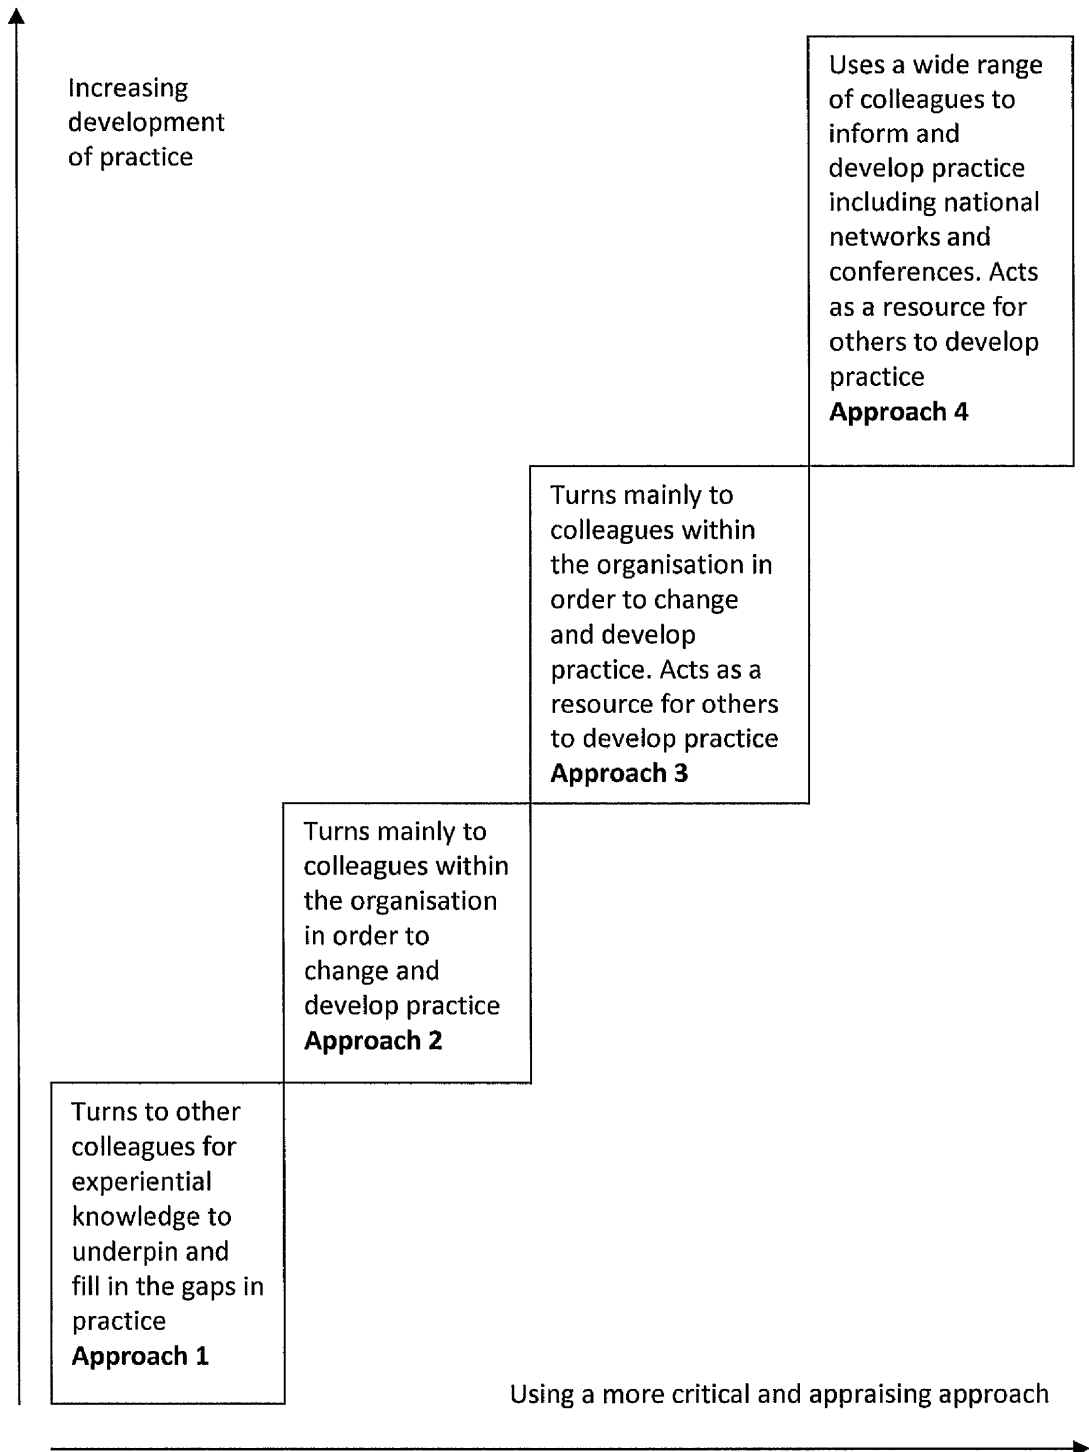 Increasing
development
of practice
Uses a wide range
of colleagues to
inform and
develop practice
including national
networks and
conferences. Acts
as a resource for
others to develop
practice
Approach 4
Turns mainly to
colleagues within
the organisation in
order to change
and develop
practice. Acts as a
resource for others
to develop practice
Approach 3
Turns mainly to
colleagues within
the organisation
in order to
change and
develop practice
Approach 2
Turns to other
colleagues for
experiential
knowledge to
underpin and
fill in the gaps in
practice
Approach 1
Using a more critical and appraising approach